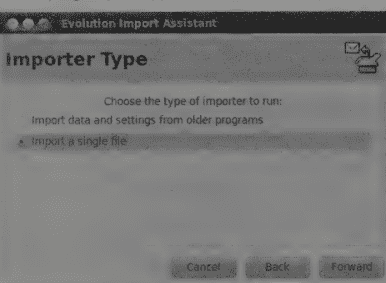 Evolution Import Assistant
Importer Type
Choose the type of importer to run:
Import data and settings from older programs
Import a single file
Cancel Back Forward